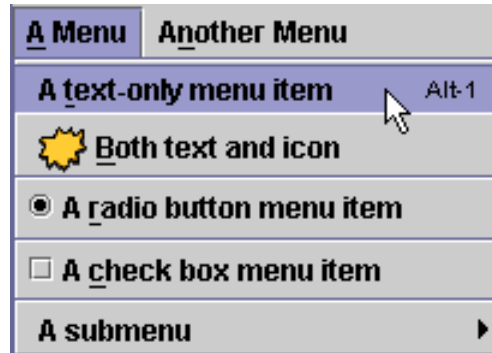 A Menu Another Menu
A text-only menu item Alt-1
Both text and icon
A radio button menu item
A check box menu item
A submenu